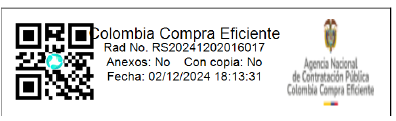 Colombia Compra Eficiente
Rad No. RS20241202016017
Anexos: No Con copia: No
Fecha: 02/12/2024 18:13:31
Agencia Nacional
de Contratación Pública
Colombia Compra Eficiente